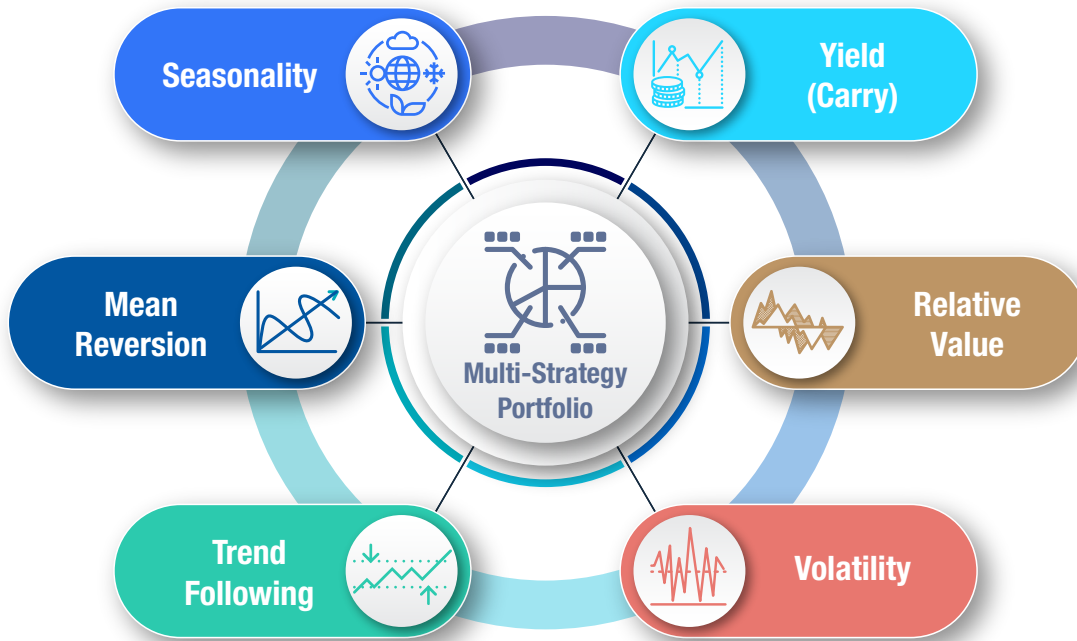 Seasonality
Yield
(Carry)
Mean
Reversion
Multi-Strategy
Portfolio
Relative
Value
Trend
Following
Volatility